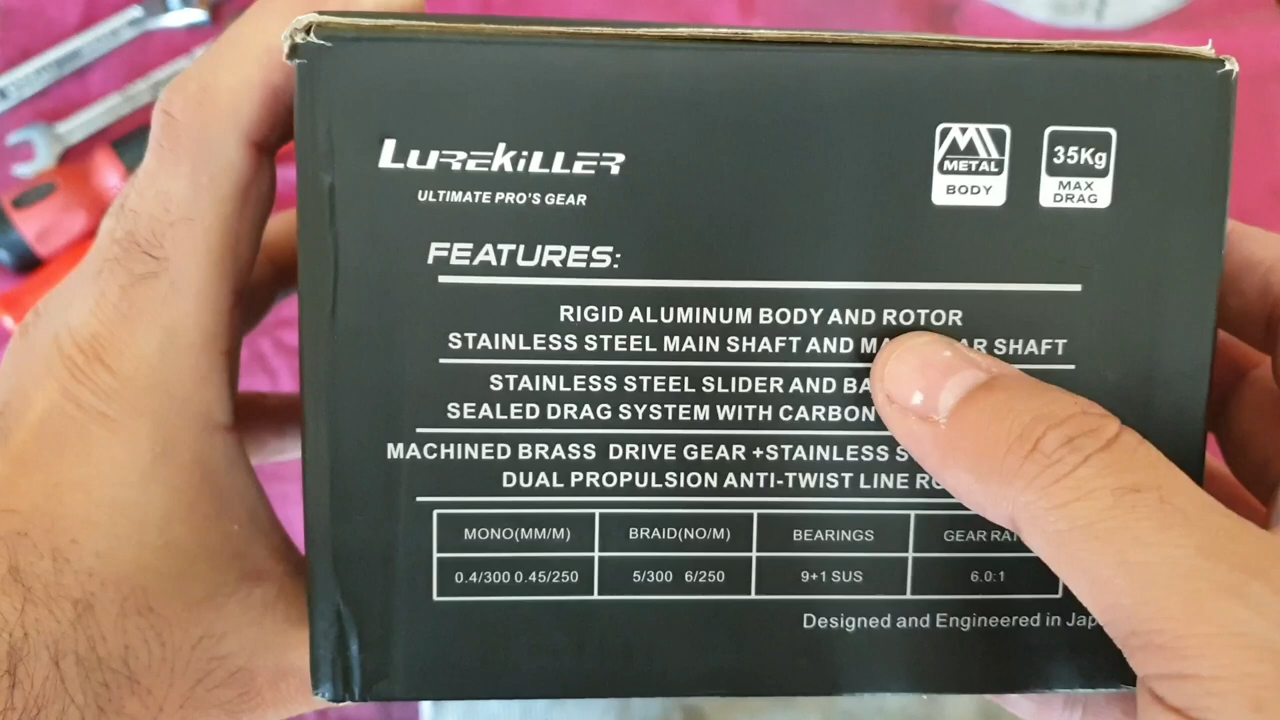 LUREKILLER
ULTIMATE PRO'S GEAR
METAL
BODY
35Kg
MAX
DRAG
FEATURES:
RIGID ALUMINUM BODY AND ROTOR
STAINLESS STEEL MAIN SHAFT AND SHAFT
STAINLESS STEEL SLIDER AND
SEALED DRAG SYSTEM WITH CARBON
MACHINED BRASS DRIVE GEAR +STAINLESS
DUAL PROPULSION ANTI-TWIST LINE
MONO(MM/M) BRAID(NO/M) BEARINGS GEAR
0.4/300 0.45/250 5/300 6/250 9+1 SUS 6.0:1
Designed and Engineered in